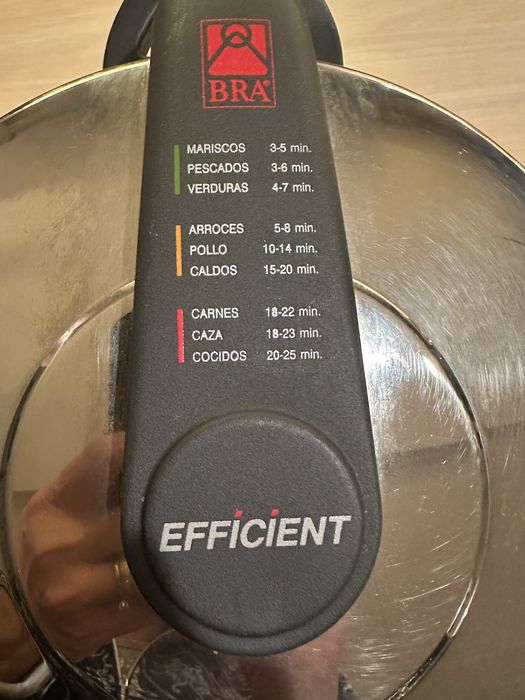 BRA®
MARISCOS 3-5 min.
PESCADOS 3-6 min.
VERDURAS 4-7 min.
ARROCES 5-8 min.
POLLO 10-14 min.
CALDOS 15-20 min.
CARNES 18-22 min.
CAZA 18-23 min.
COCIDOS 20-25 min.
EFFICIENT